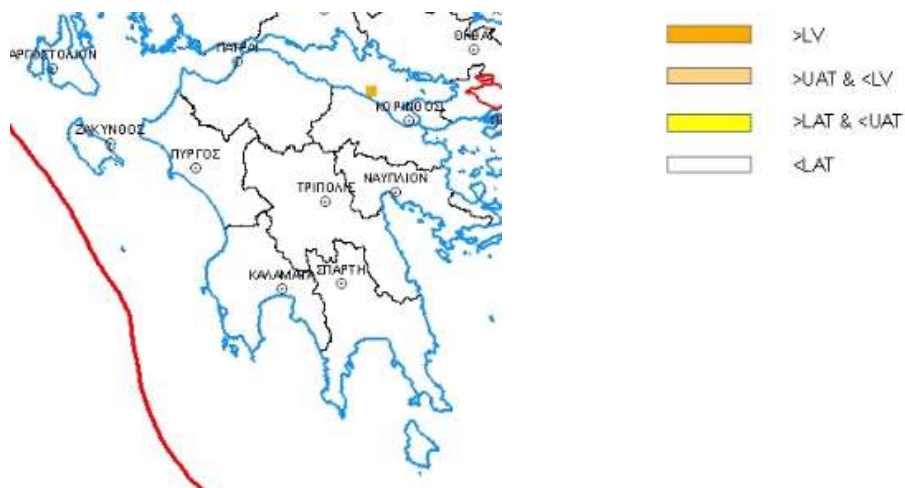 ΘΗΒΑΙ
ΠΑΤΡΑΙ
ΑΡΓΟΣΤΟΛΙΟΝ
ΚΟΡΙΝΘΟΣ
ΖΑΚΥΝΘΟΣ
ΠΥΡΓΟΣ
ΤΡΙΠΟΛΙΣ
ΝΑΥΠΛΙΟΝ
ΚΑΛΑΜΑΤΑ
ΣΠΑΡΤΗ
>LV
>UAT & <LV
>LAT & <UAT
<LAT